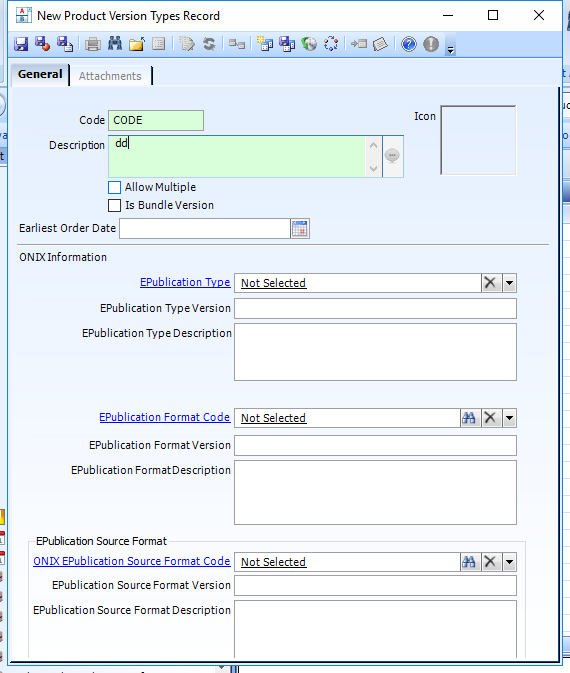 New Product Version Types Record
General Attachments
Code CODE Icon
Description dd
Allow Multiple
Is Bundle Version
Earliest Order Date
ONIX Information
EPublication Type Not Selected
EPublication Type Version
EPublication Type Description
EPublication Format Code Not Selected
EPublication Format Version
EPublication Format Description
EPublication Source Format
ONIX EPublication Source Format Code Not Selected
EPublication Source Format Version
EPublication Source Format Description